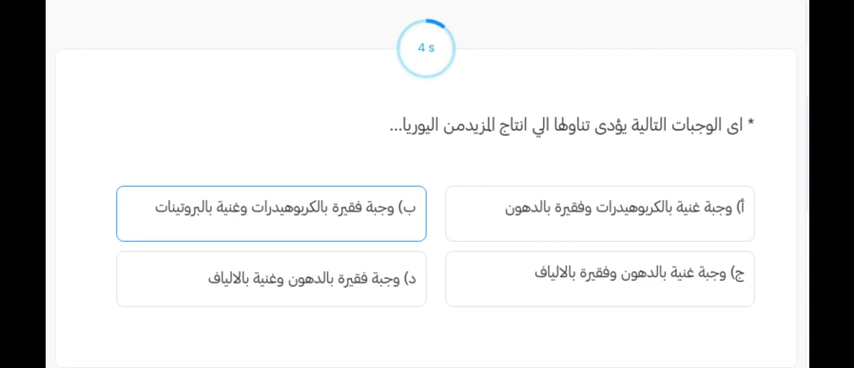 4 s
* اى الوجبات التالية يؤدى تناولها الي انتاج المزيدمن اليوريا...
أ) وجبة غنية بالكربوهيدرات وفقيرة بالدهون
ب) وجبة فقيرة بالكربوهيدرات وغنية بالبروتينات
ج) وجبة غنية بالدهون وفقيرة بالالياف
د) وجبة فقيرة بالدهون وغنية بالالياف